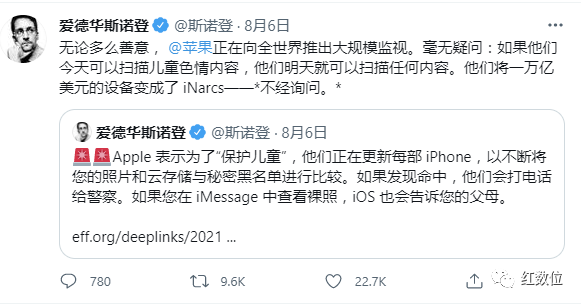 爱德华斯诺登 @斯诺登 · 8月6日
无论多么善意， @苹果正在向全世界推出大规模监视。毫无疑问：如果他们
今天可以扫描儿童色情内容，他们明天就可以扫描任何内容。他们将一万亿
美元的设备变成了 iNarcs——*不经询问。*
爱德华斯诺登 @斯诺登 · 8月6日
Apple 表示为了“保护儿童”，他们正在更新每部 iPhone，以不断将
您的照片和云存储与秘密黑名单进行比较。如果发现命中，他们会打电话
给警察。如果您在 iMessage 中查看裸照，iOS 也会告诉您的父母。
eff.org/deeplinks/2021 ...
780 9.6K 22.7K
红数位